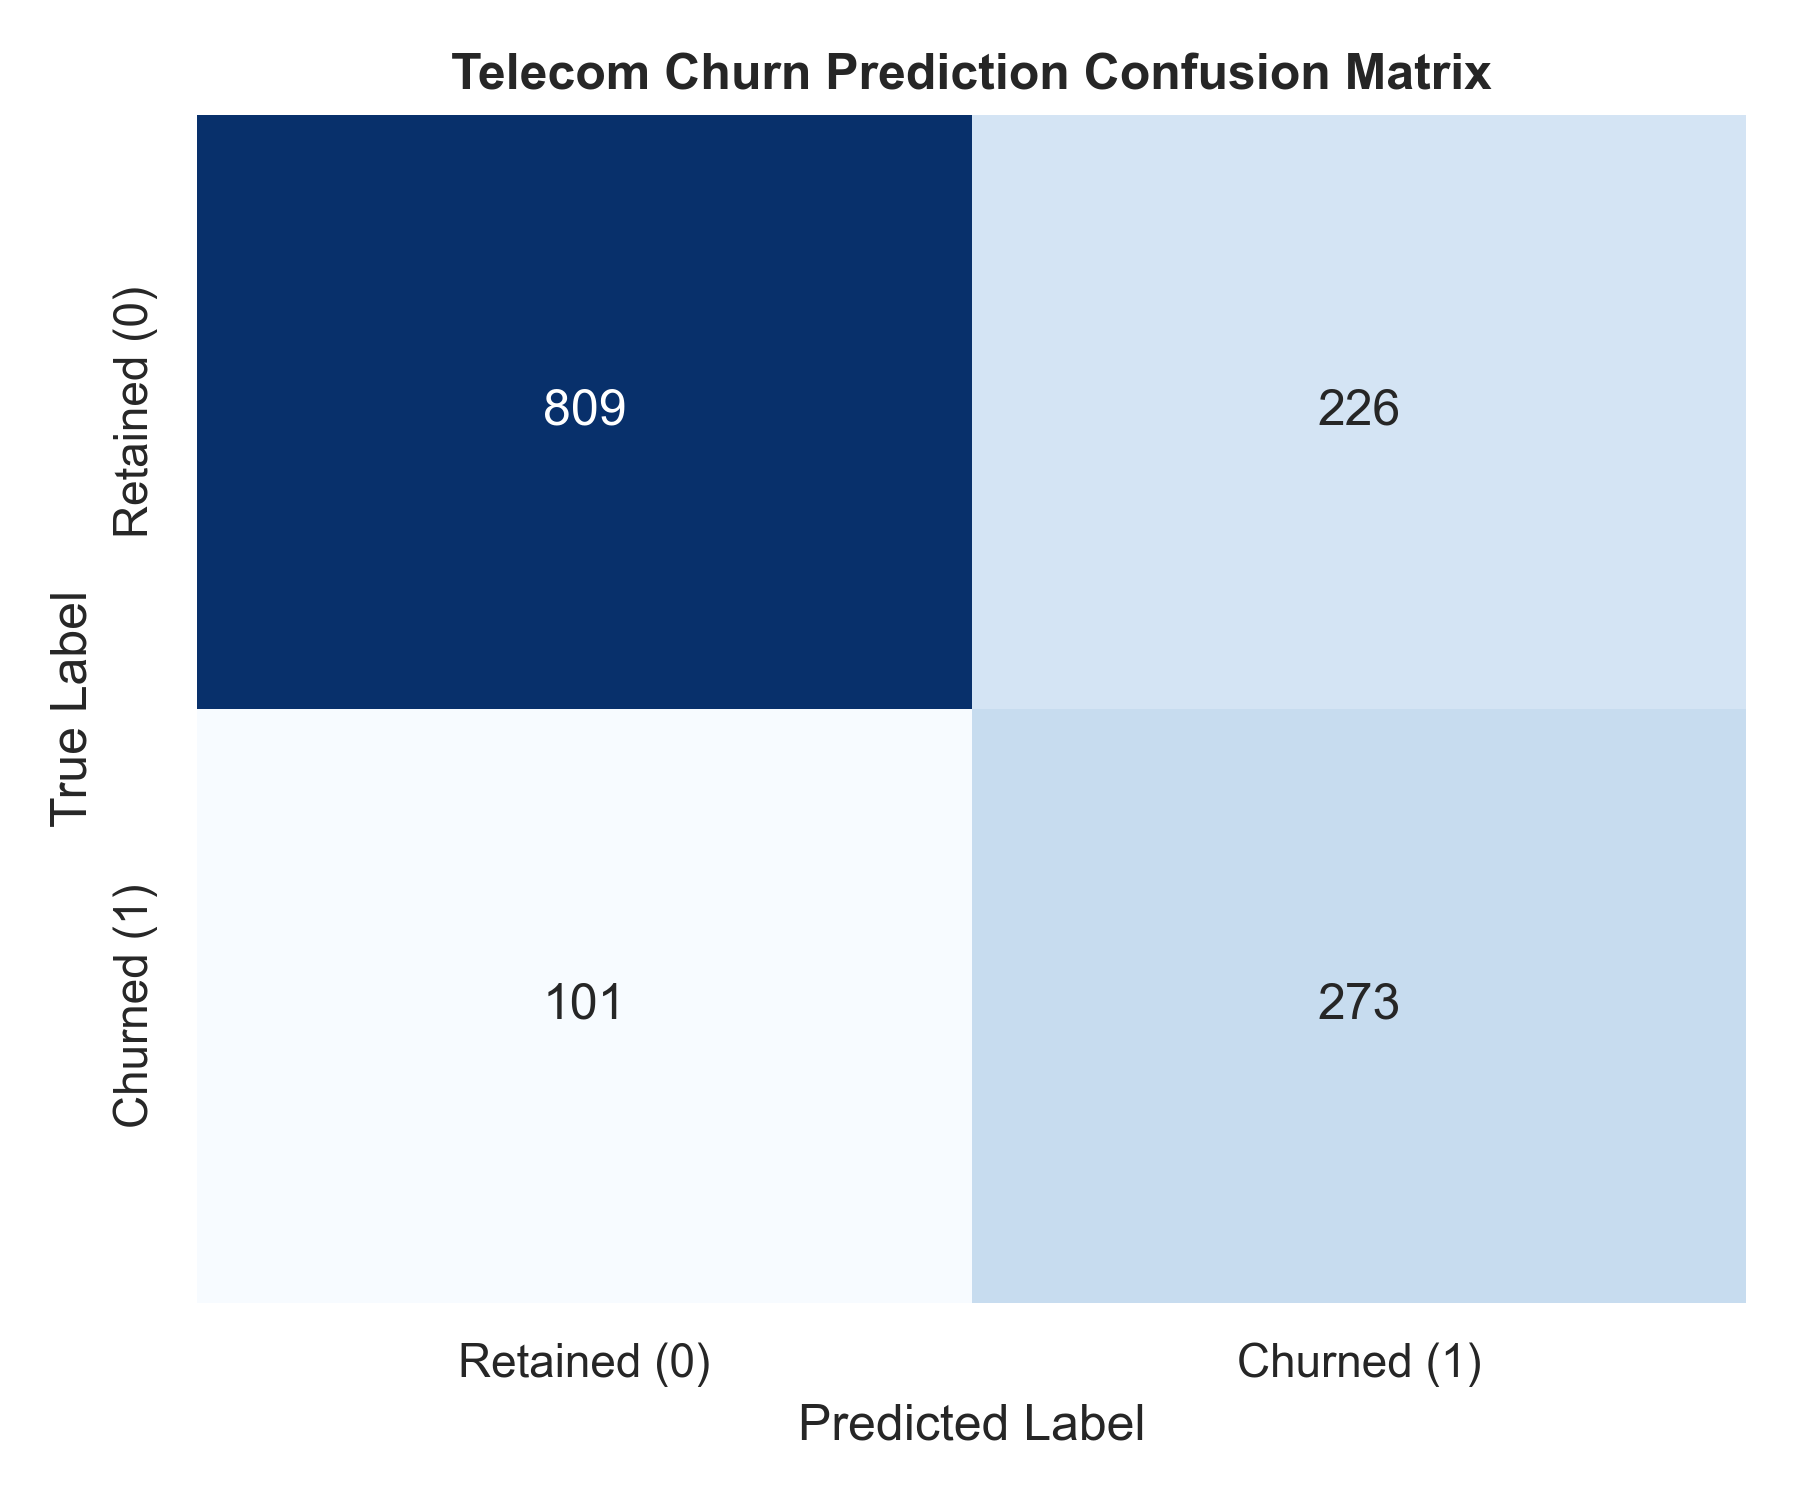 Telecom Churn Prediction Confusion Matrix
True Label
Retained (0)
809
226
Churned (1)
101
273
Retained (0)
Churned (1)
Predicted Label